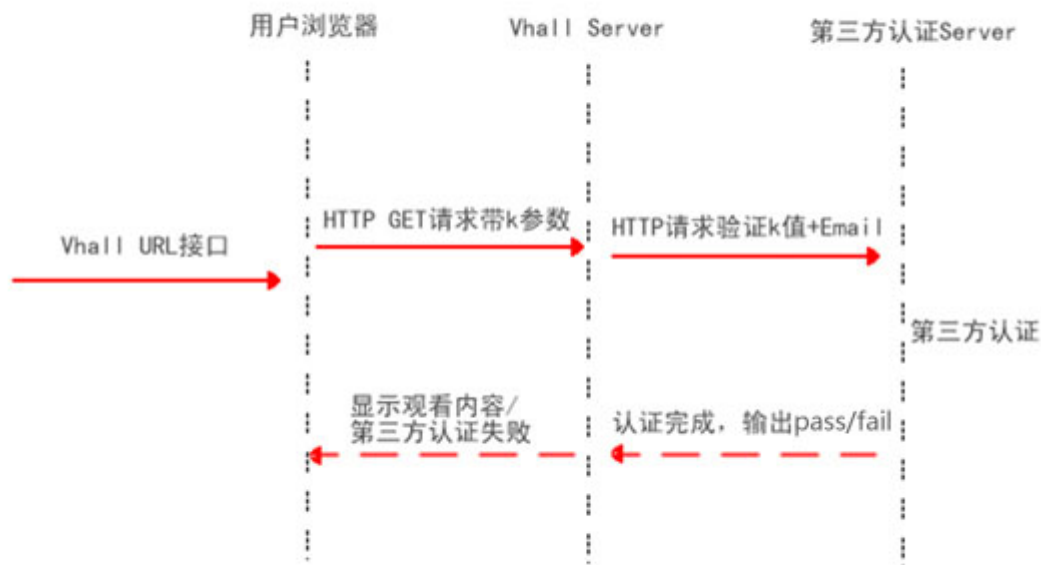 用户浏览器
Vhall Server
第三方认证Server
HTTP GET请求带k参数
HTTP请求验证k值+Email
Vhall URL接口
第三方认证
显示观看内容/
第三方认证失败
认证完成，输出pass/fail